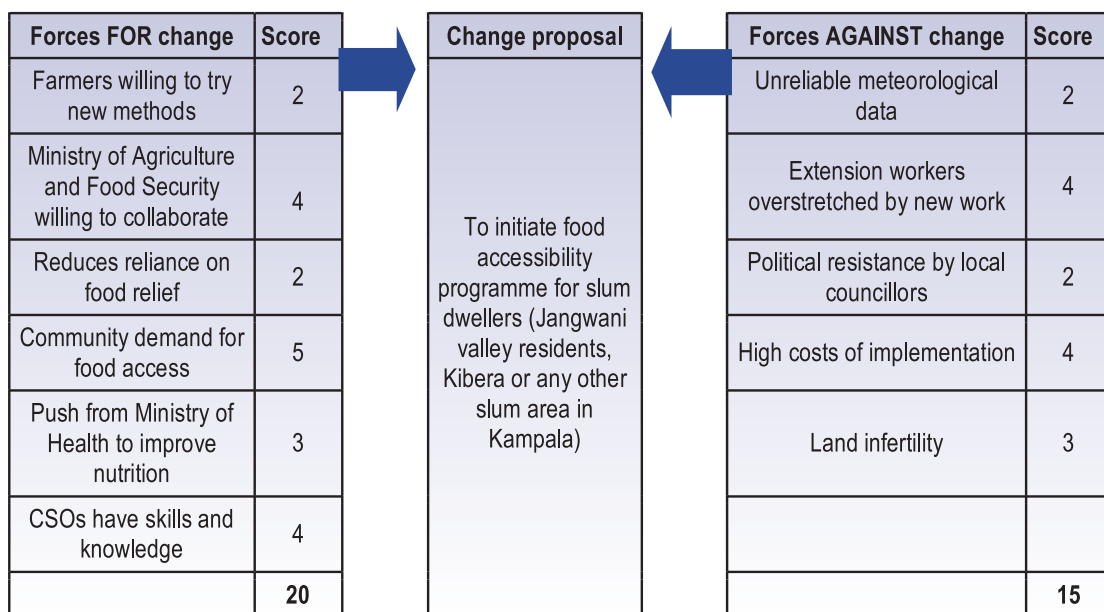 Forces FOR change
Score
Farmers willing to try
new methods
2
Ministry of Agriculture
and Food Security
willing to collaborate
4
Reduces reliance on
food relief
2
Community demand for
food access
5
Push from Ministry of
Health to improve
nutrition
3
CSOs have skills and
knowledge
4
20
Change proposal
To initiate food
accessibility
programme for slum
dwellers (Jangwani
valley residents,
Kibera or any other
slum area in
Kampala)
Forces AGAINST change
Score
Unreliable meteorological
data
2
Extension workers
overstretched by new work
4
Political resistance by local
councillors
2
High costs of implementation
4
Land infertility
3
15